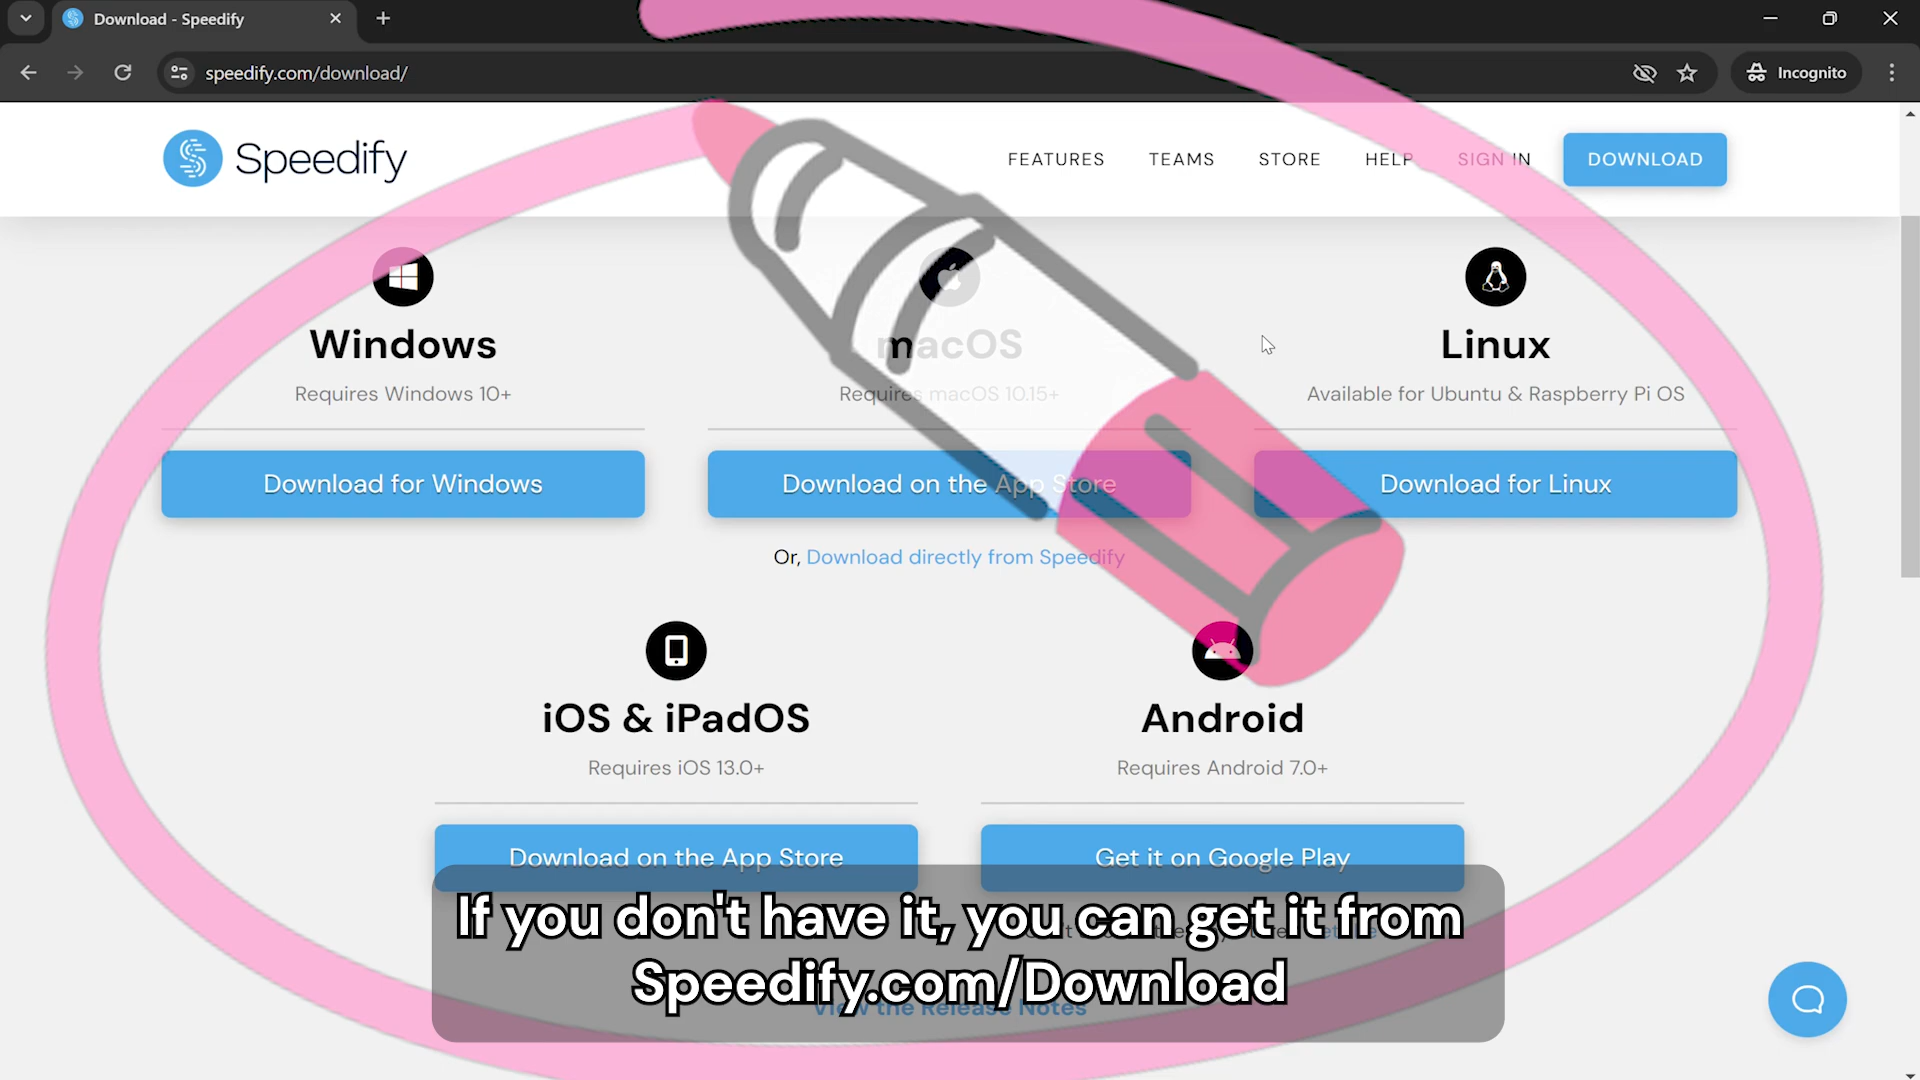 Download - Speedify
speedify.com/download/
Incognito
Speedify
FEATURES
TEAMS
STORE
HELP
SIGN IN
DOWNLOAD
Windows
macOS
Linux
Requires Windows 10+
Requires macOS 10.15+
Available for Ubuntu & Raspberry Pi OS
Download for Windows
Download on the App Store
Download for Linux
Or, Download directly from Speedify
iOS & iPadOS
Android
Requires iOS 13.0+
Requires Android 7.0+
Download on the App Store
Get it on Google Play
If you don't have it, you can get it from
Speedify.com/Download
View the Release Notes